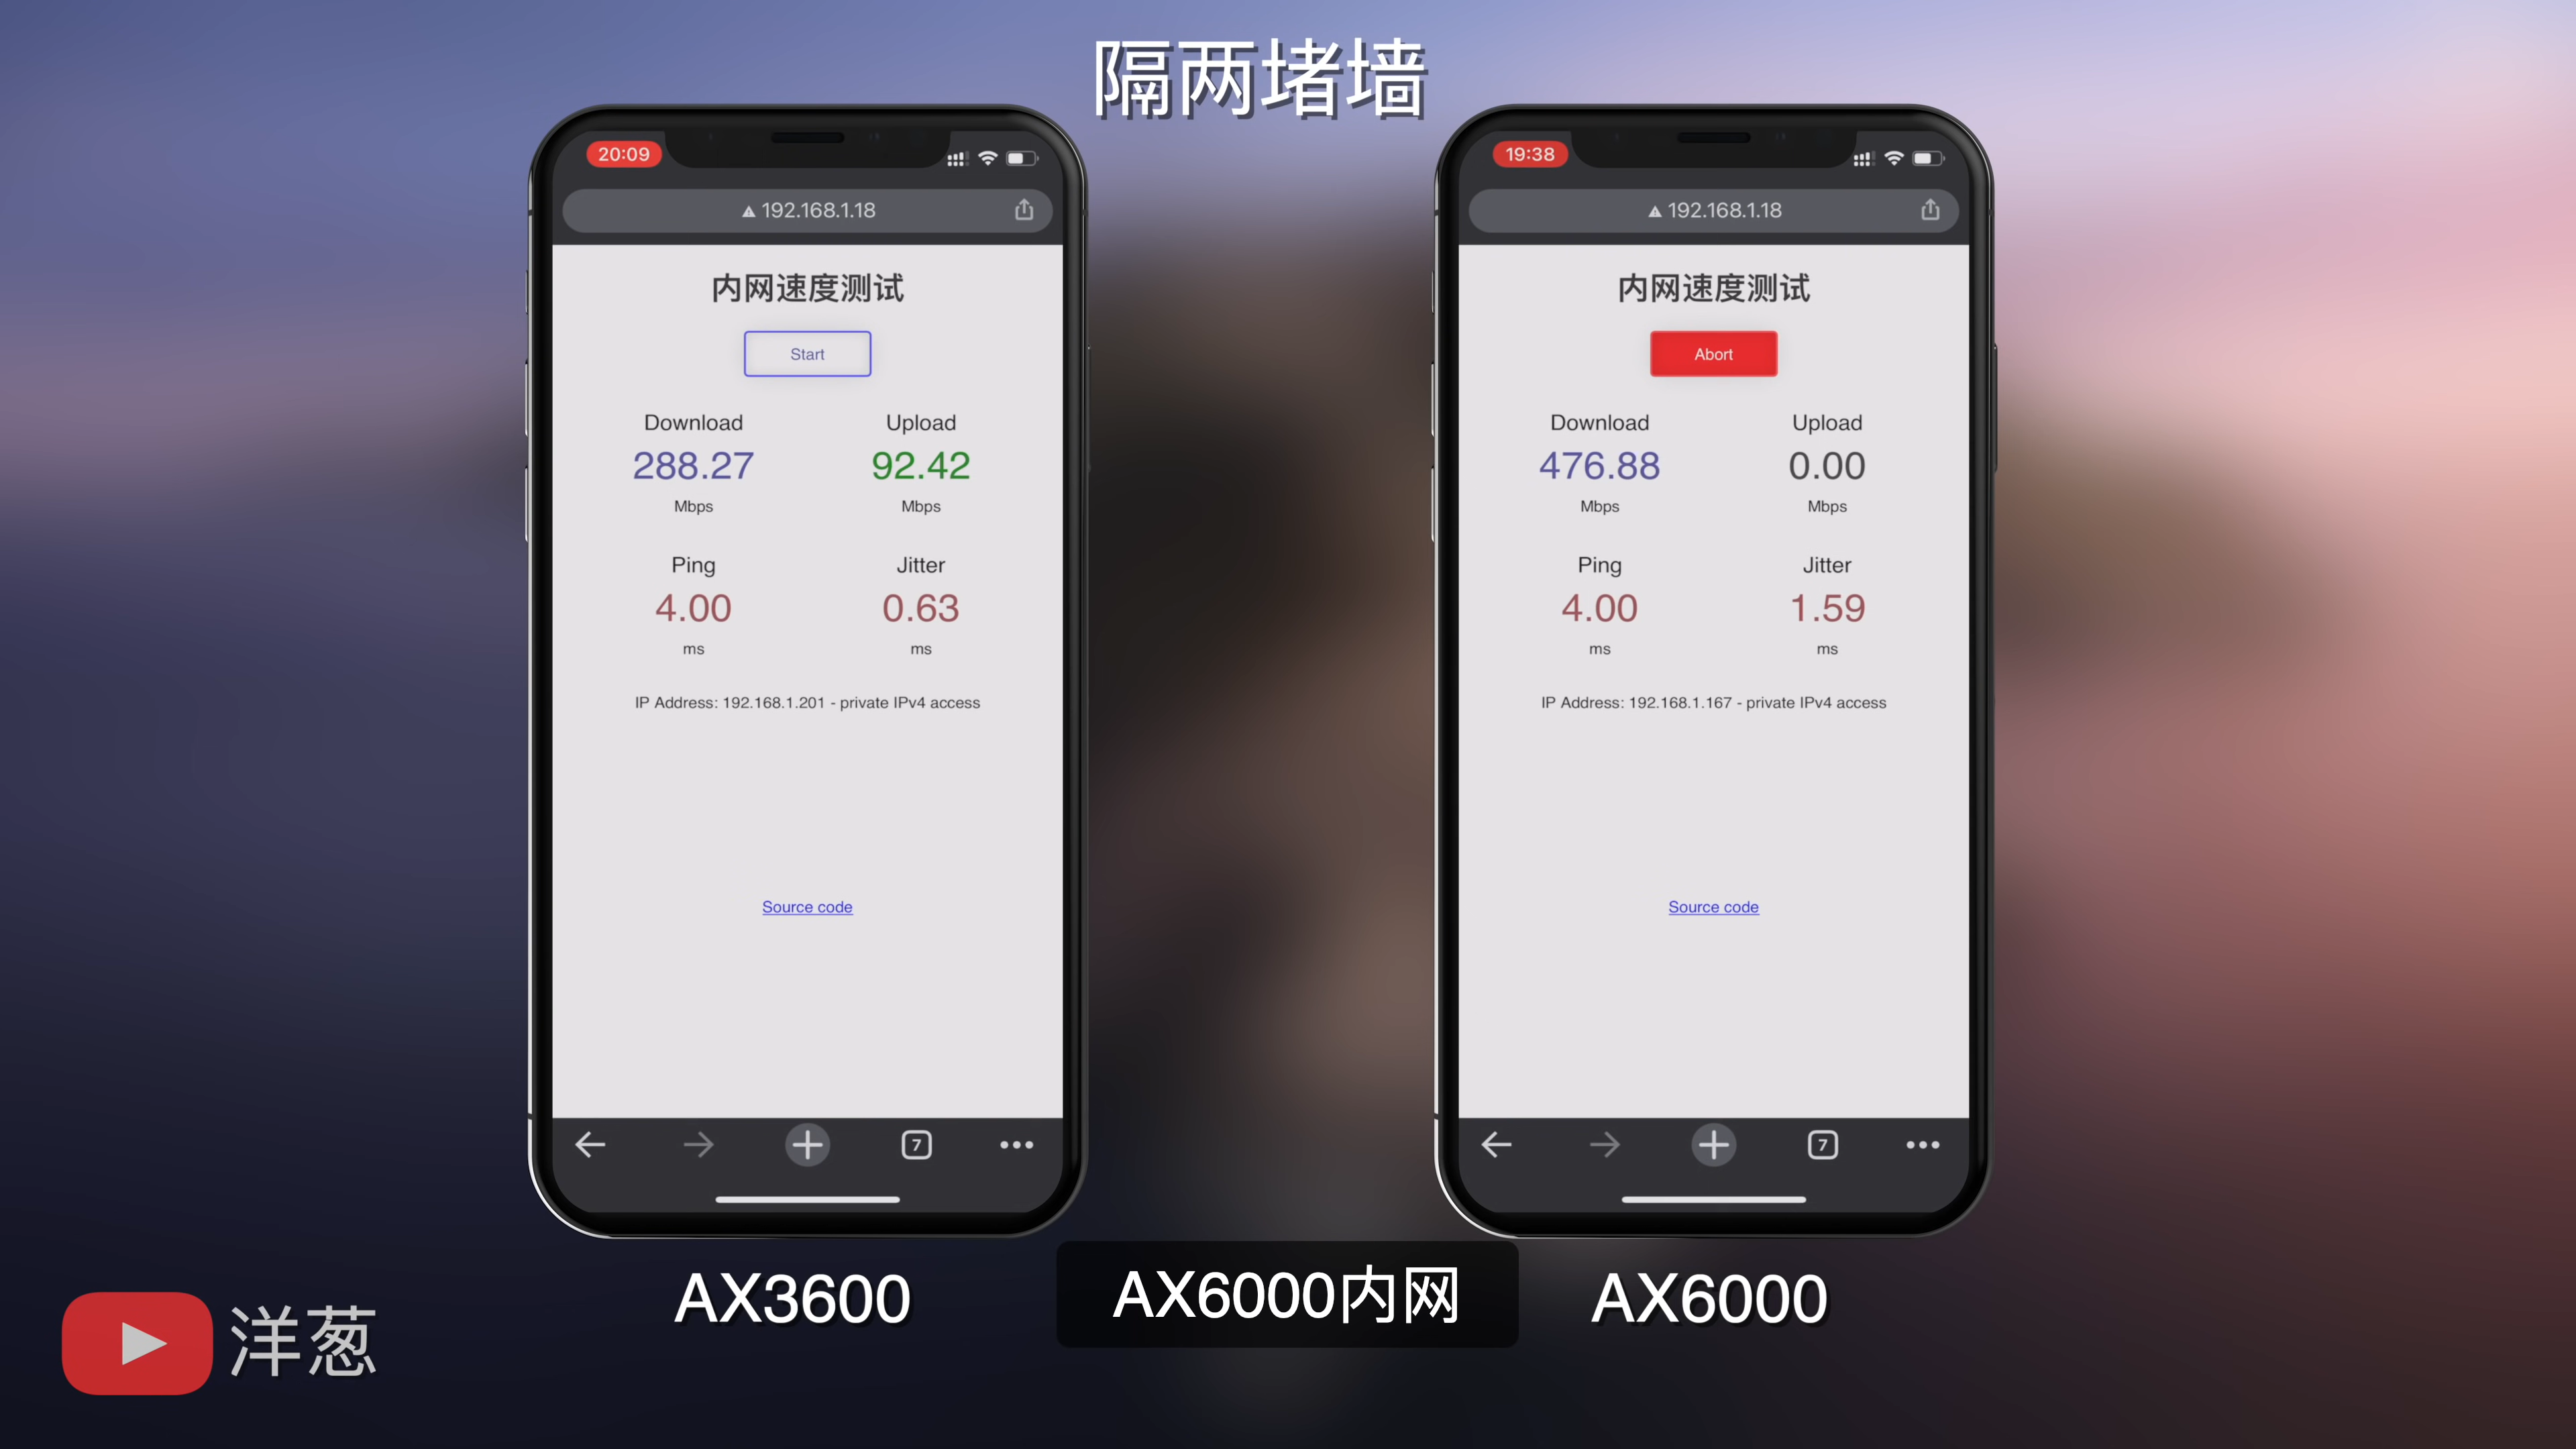 隔两堵墙
20:09
192.168.1.18
内网速度测试
Start
Download
Upload
288.27
92.42
Mbps
Mbps
Ping
Jitter
4.00
0.63
ms
ms
IP Address: 192.168.1.201 - private IPv4 access
Source code
7
AX3600
19:38
192.168.1.18
内网速度测试
Abort
Download
Upload
476.88
0.00
Mbps
Mbps
Ping
Jitter
4.00
1.59
ms
ms
IP Address: 192.168.1.167 - private IPv4 access
Source code
7
AX6000
AX6000内网
洋葱